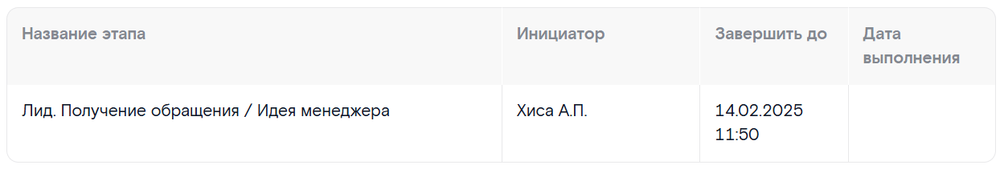 Название этапа
Инициатор
Завершить до
Дата
выполнения
Лид. Получение обращения / Идея менеджера
Хиса А.П.
14.02.2025
11:50